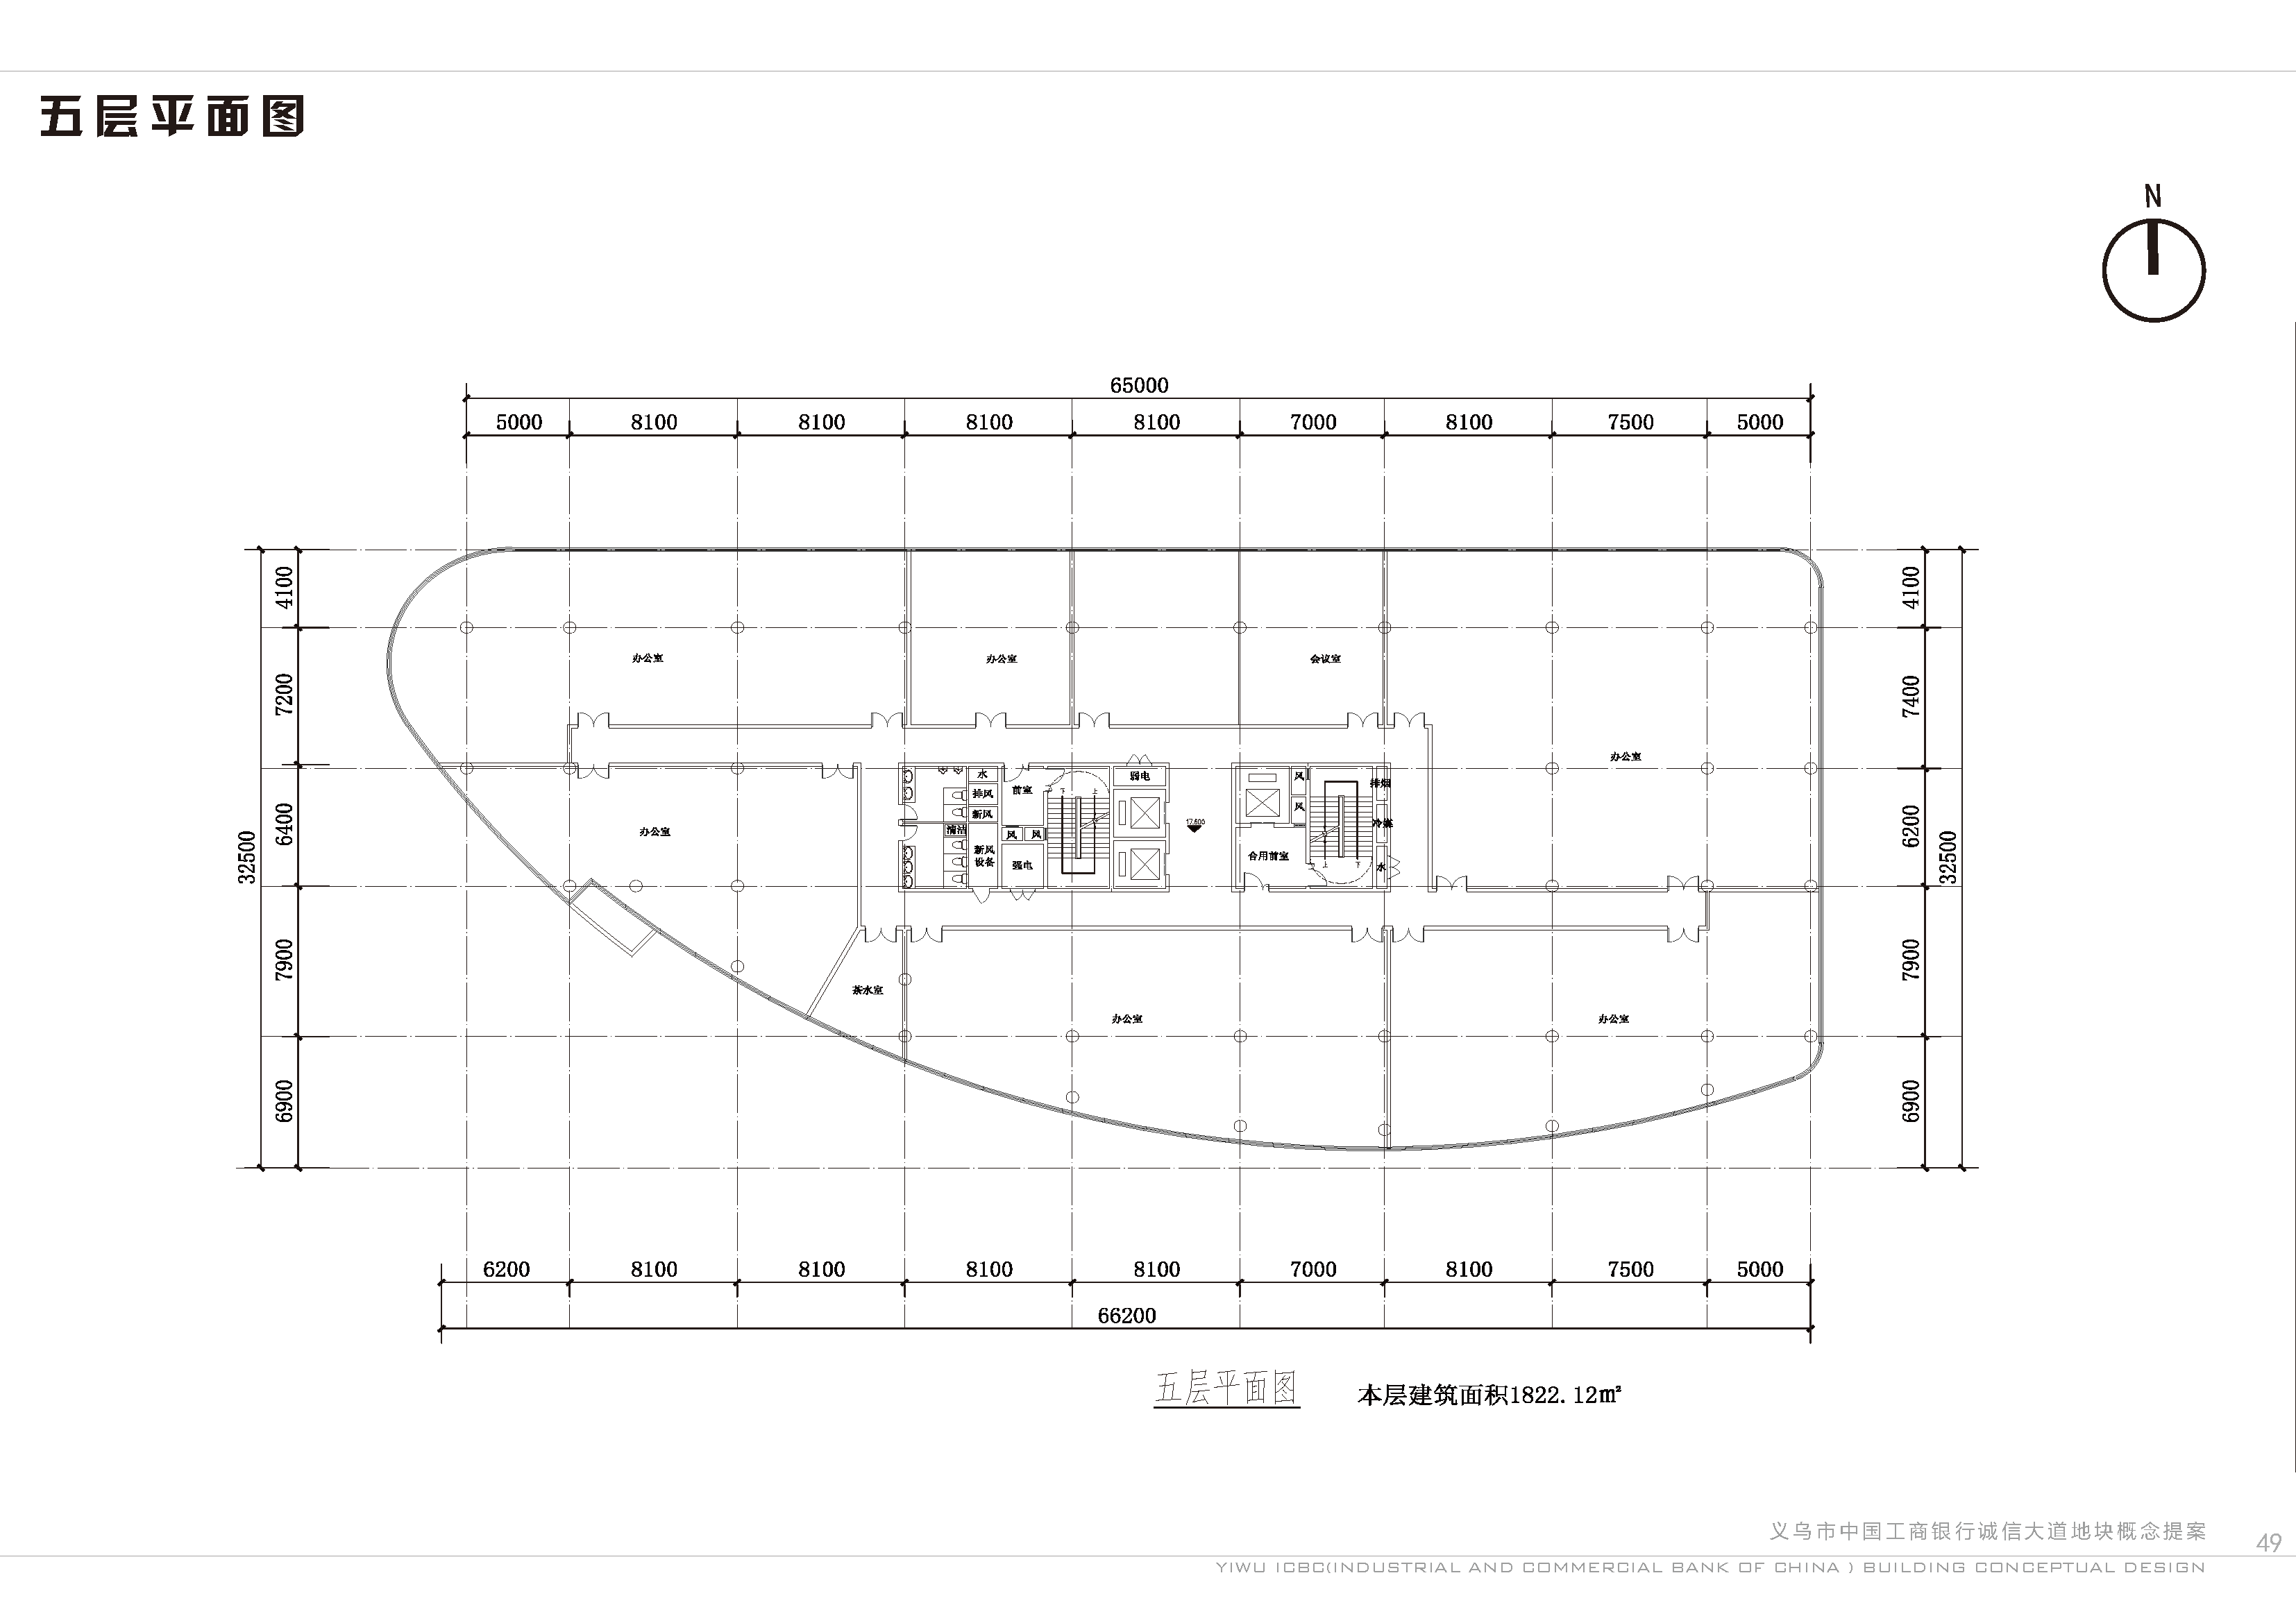 五层平面图
N
65000
5000 8100 8100 8100 8100 7000 8100 7500 5000
4100
7200
6400
7900
6900
32500
4100
7400
6200
7900
6900
32500
办公室
办公室
会议室
办公室
办公室
水
排风
新风
清洁
新风
设备
前室
风 风
强电
下 上
弱电
17.600
风
风
合用前室
上 下
排烟
冷媒
水
茶水室
办公室
办公室
6200 8100 8100 8100 8100 7000 8100 7500 5000
66200
五层平面图 本层建筑面积1822.12㎡
义乌市中国工商银行诚信大道地块概念提案
49
YIWU ICBC(INDUSTRIAL AND COMMERCIAL BANK OF CHINA ) BUILDING CONCEPTUAL DESIGN